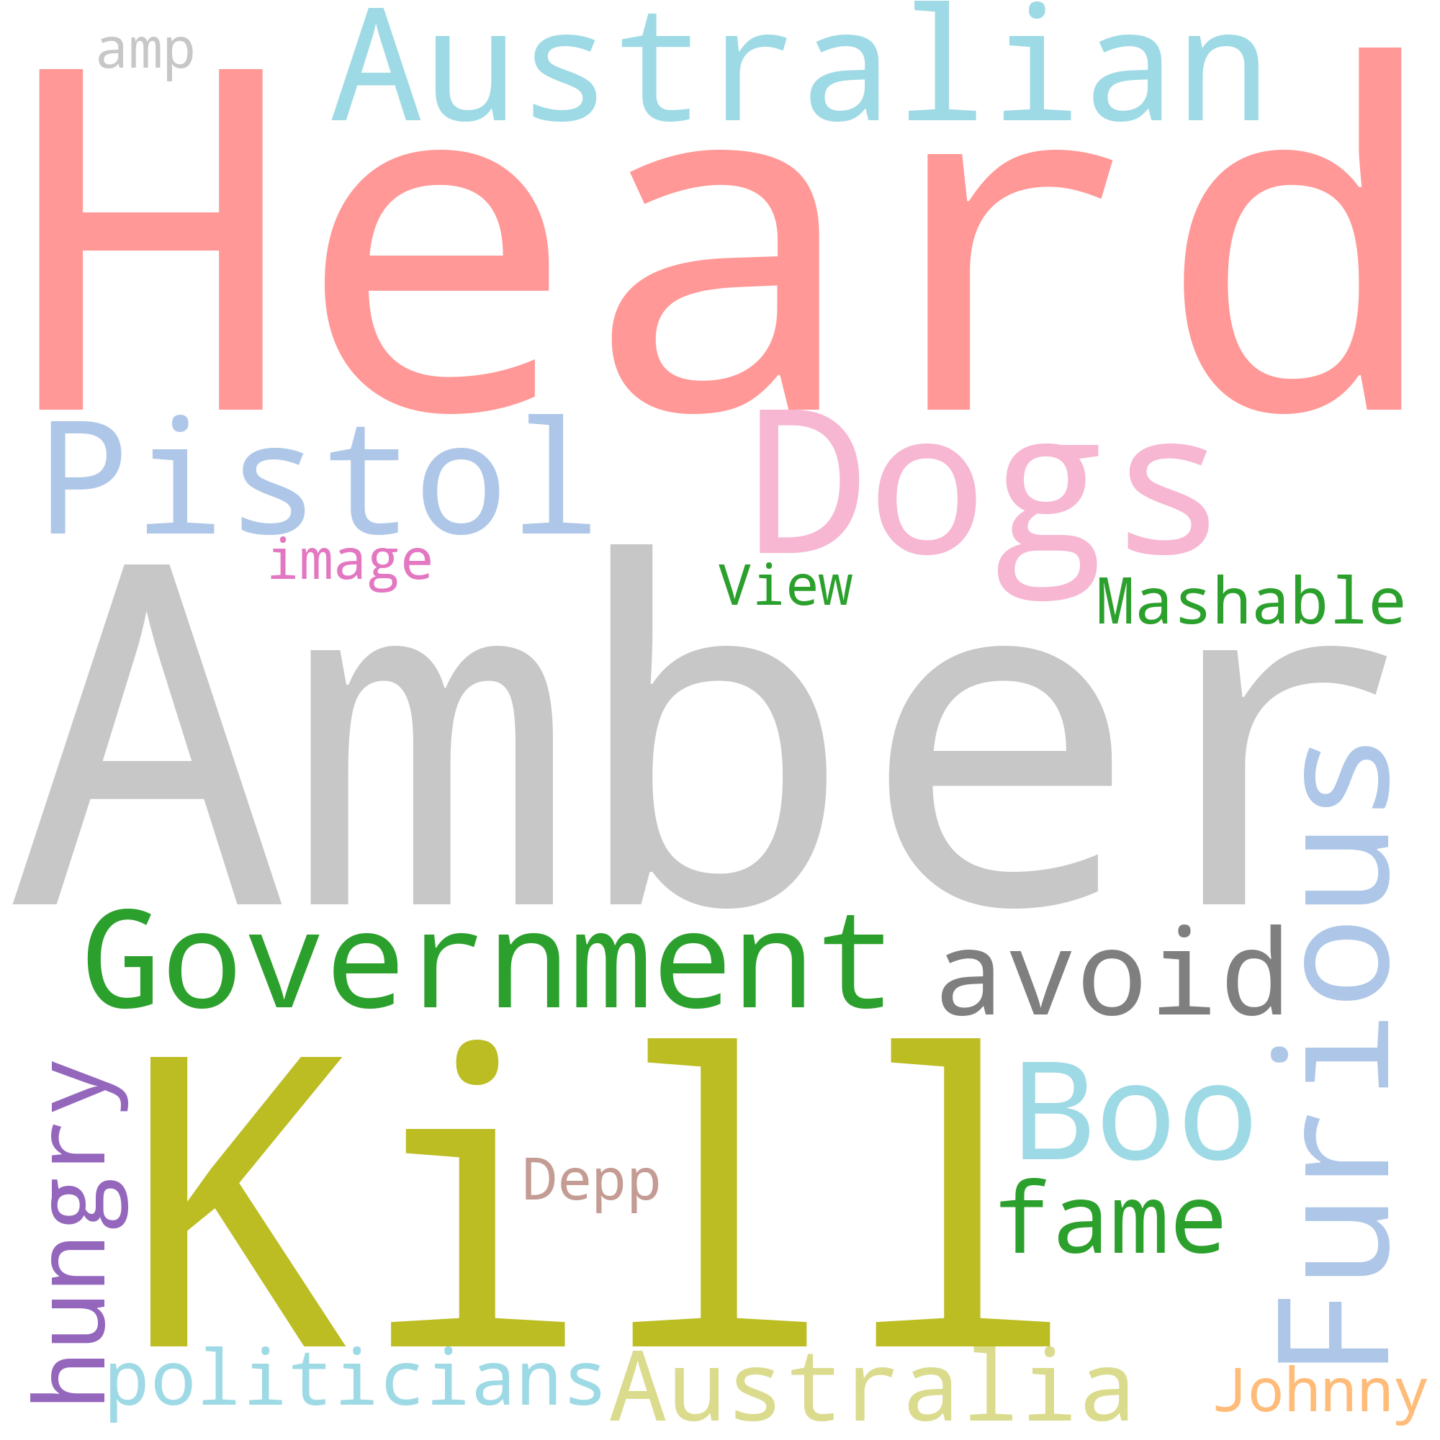 amp
Australian
Heard
Pistol
Dogs
image
View
Mashable
Amber
Furious
Government
avoid
hungry
Kill
Boo
Depp
fame
politicians
Australia
Johnny